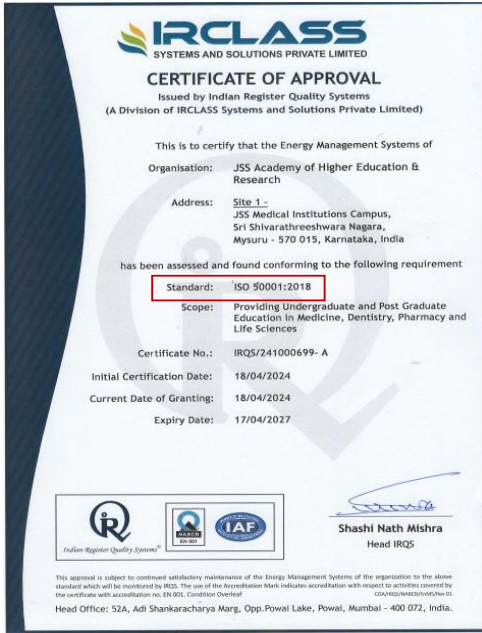 IRCLASS
SYSTEMS AND SOLUTIONS PRIVATE LIMITED
CERTIFICATE OF APPROVAL
Issued by Indian Register Quality Systems
(A Division of IRCLASS Systems and Solutions Private Limited)
This is to certify that the Energy Management Systems of
Organisation: JSS Academy of Higher Education &
Research
Address: Site 1 -
JSS Medical Institutions Campus,
Sri Shivarathreeshwara Nagara,
Mysuru - 570 015, Karnataka, India
has been assessed and found conforming to the following requirement
Standard: ISO 50001:2018
Scope: Providing Undergraduate and Post Graduate
Education in Medicine, Dentistry, Pharmacy and
Life Sciences
Certificate No.: IRQS/241000699- A
Initial Certification Date: 18/04/2024
Current Date of Granting: 18/04/2024
Expiry Date: 17/04/2027
Indian Register Quality Systems
NABCB
EN 001
IAF
Shashi Nath Mishra
Head IRQS
This approval is subject to continued satisfactory maintenance of the Energy Management Systems of the organization to the above
standard which will be monitored by IRQS. The use of the Accreditation Mark indicates accreditation with respect to activities covered by
the certificate with accreditation no. EN 001. Condition Overleaf
Head Office: 52A, Adi Shankaracharya Marg, Opp.Powai Lake, Powai, Mumbai - 400 072, India.